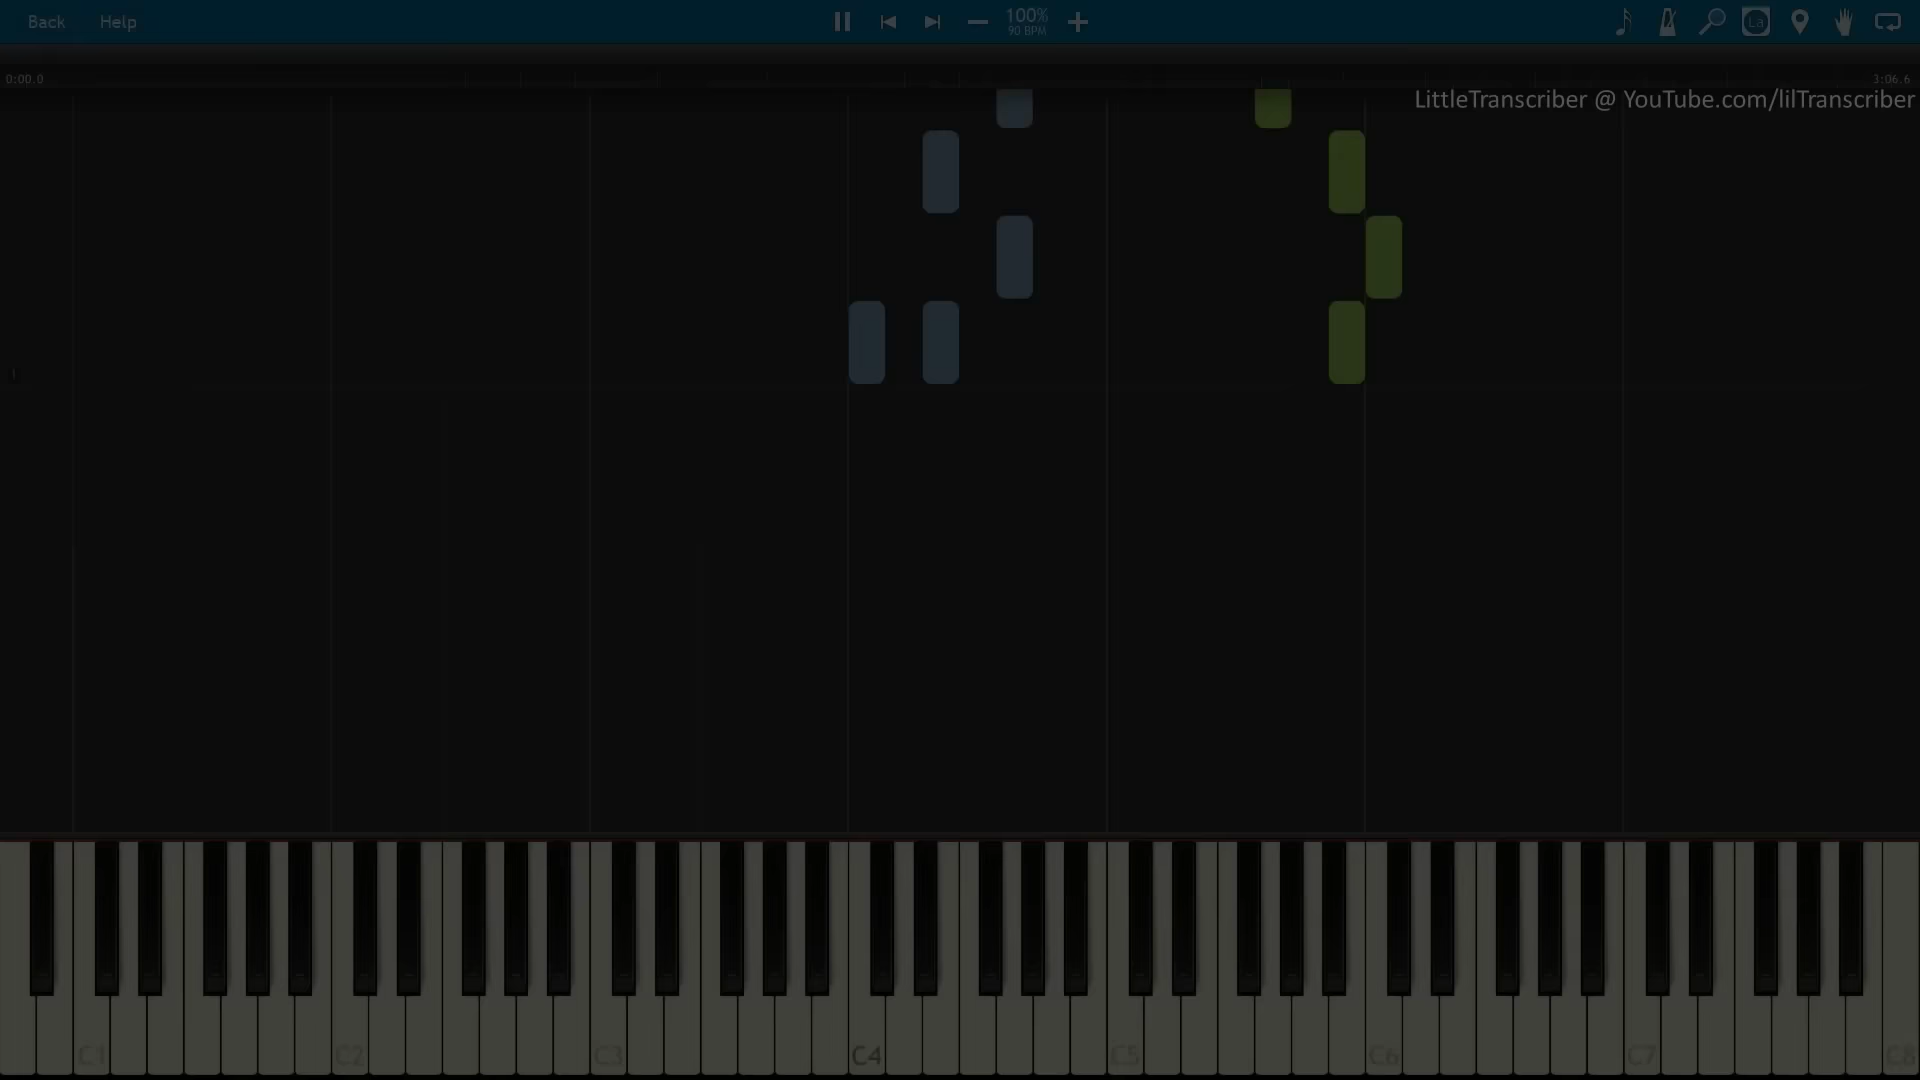 Back Help
100%
90 BPM
La
0:00.0
3:06.6
LittleTranscriber @ YouTube.com/lilTranscriber
C1 C2 C3 C4 C5 C6 C7 C8